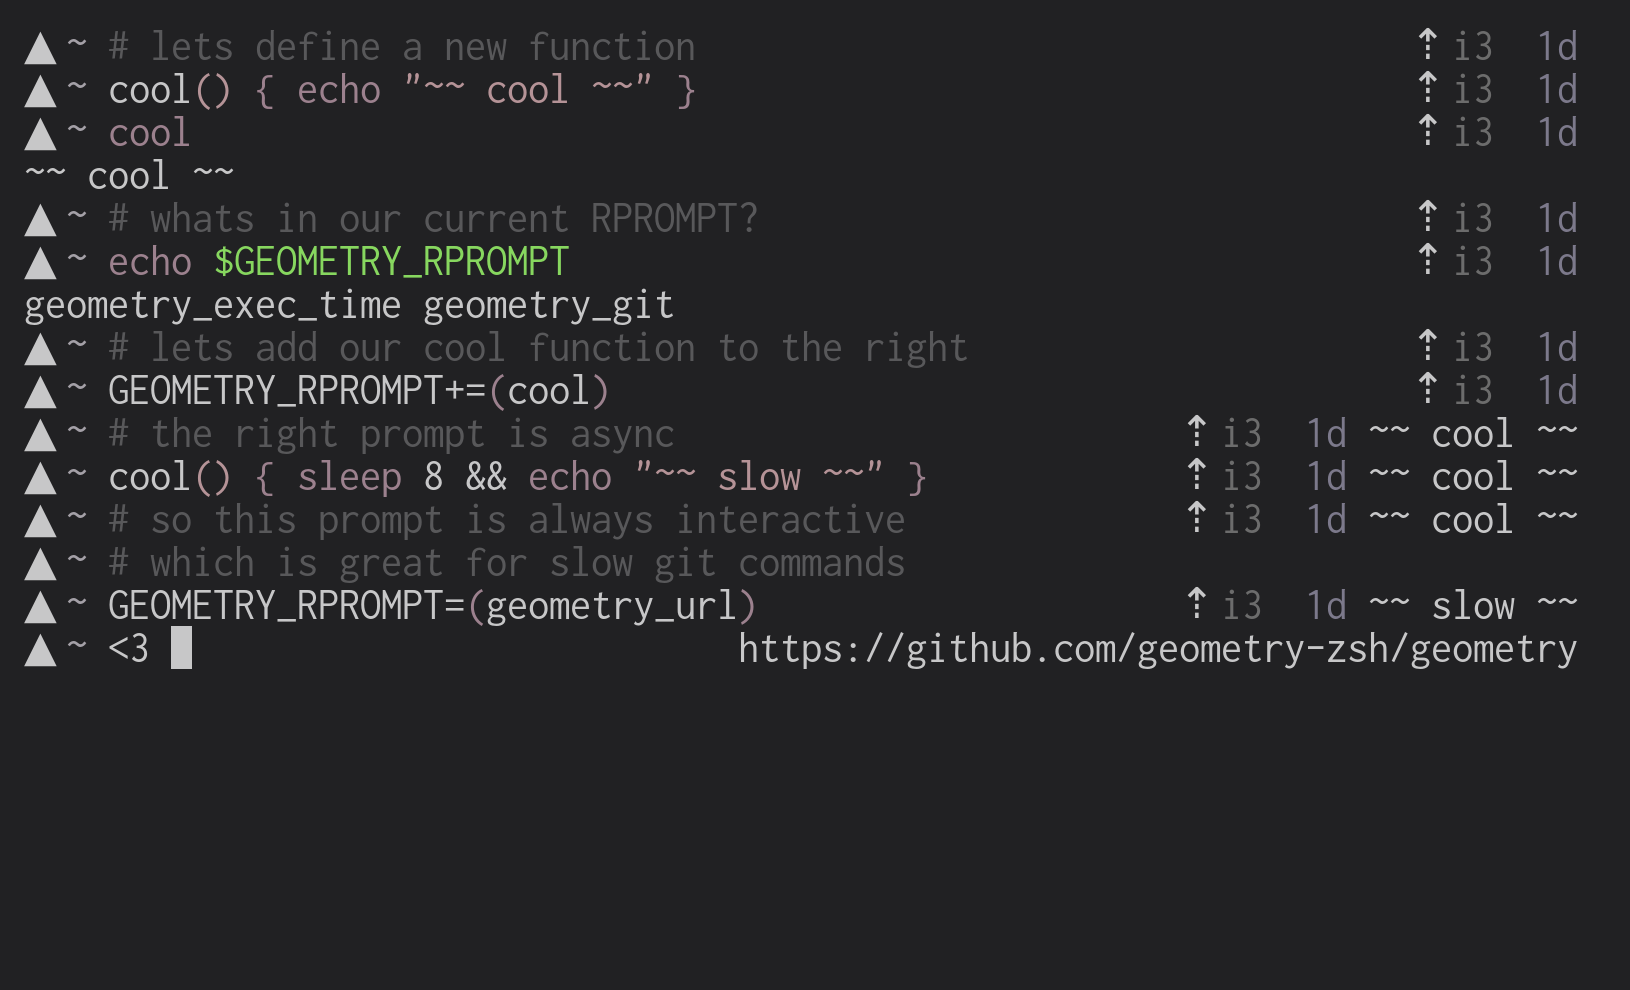 ▲ ~ # lets define a new function ⇡ i3 1d
▲ ~ cool() { echo "~~ cool ~~" } ⇡ i3 1d
▲ ~ cool ⇡ i3 1d
~~ cool ~~
▲ ~ # whats in our current RPROMPT? ⇡ i3 1d
▲ ~ echo $GEOMETRY_RPROMPT ⇡ i3 1d
geometry_exec_time geometry_git
▲ ~ # lets add our cool function to the right ⇡ i3 1d
▲ ~ GEOMETRY_RPROMPT+=(cool) ⇡ i3 1d
▲ ~ # the right prompt is async ⇡ i3 1d ~~ cool ~~
▲ ~ cool() { sleep 8 && echo "~~ slow ~~" } ⇡ i3 1d ~~ cool ~~
▲ ~ # so this prompt is always interactive ⇡ i3 1d ~~ cool ~~
▲ ~ # which is great for slow git commands
▲ ~ GEOMETRY_RPROMPT=(geometry_url) ⇡ i3 1d ~~ slow ~~
▲ ~ <3 https://github.com/geometry-zsh/geometry